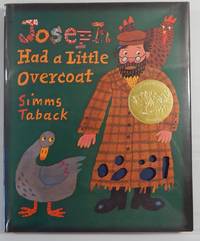 Joseph
Had a Little
Overcoat
Simms
Taback